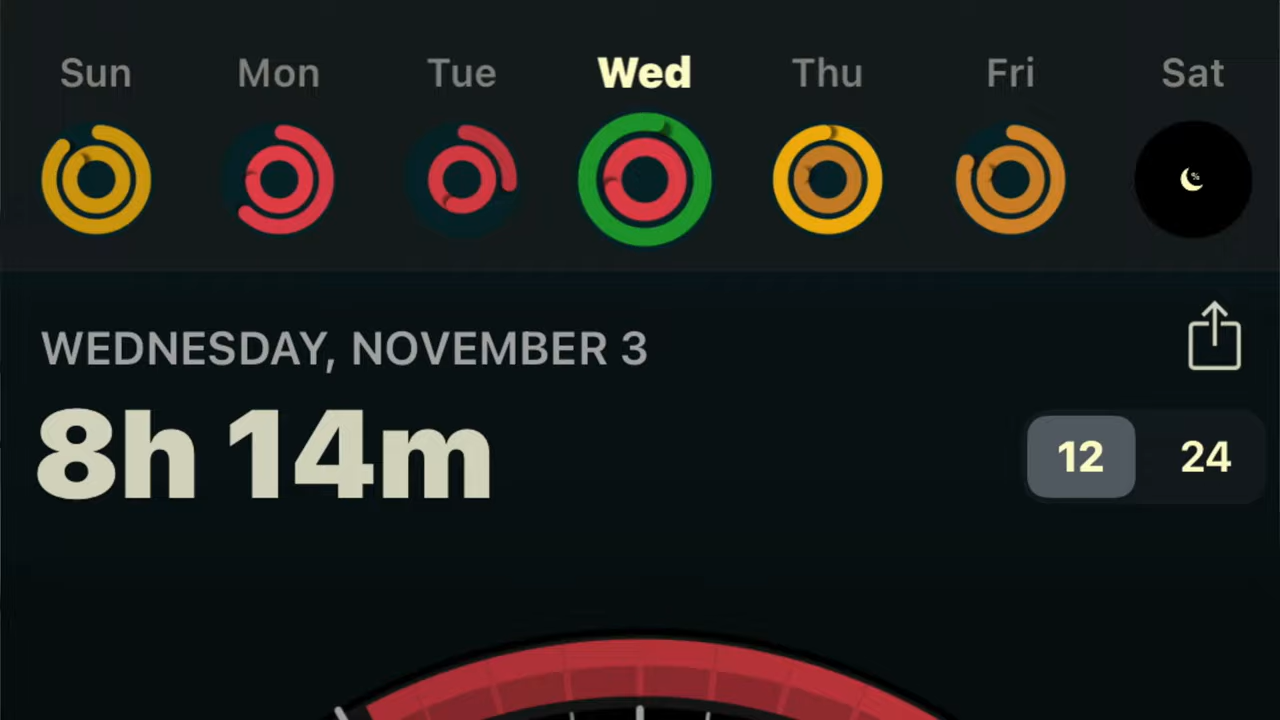 Sun Mon Tue Wed Thu Fri Sat
%
WEDNESDAY, NOVEMBER 3
8h 14m
12 24